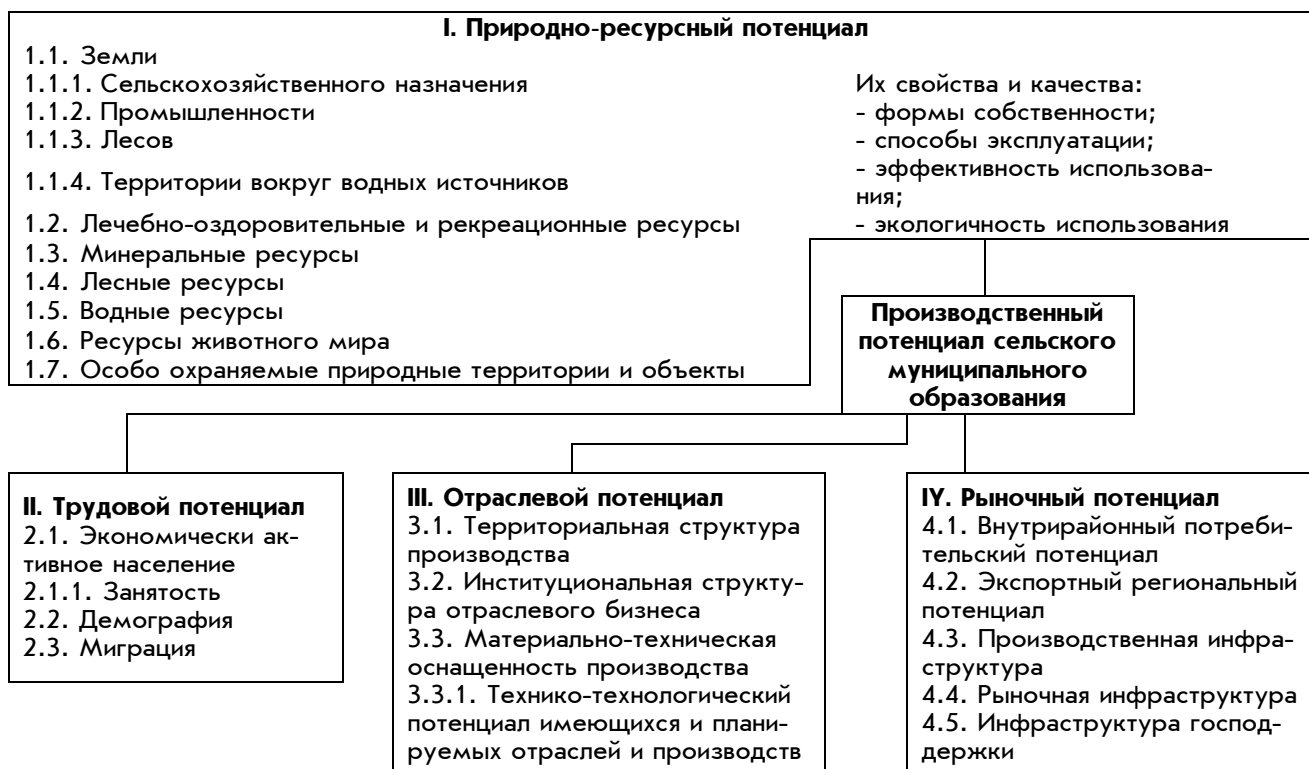 I. Природно-ресурсный потенциал
1.1. Земли
1.1.1. Сельскохозяйственного назначения
1.1.2. Промышленности
1.1.3. Лесов
1.1.4. Территории вокруг водных источников
1.2. Лечебно-оздоровительные и рекреационные ресурсы
1.3. Минеральные ресурсы
1.4. Лесные ресурсы
1.5. Водные ресурсы
1.6. Ресурсы животного мира
1.7. Особо охраняемые природные территории и объекты
Их свойства и качества:
- формы собственности;
- способы эксплуатации;
- эффективность использова-
ния;
- экологичность использования
Производственный
потенциал сельского
муниципального
образования
II. Трудовой потенциал
2.1. Экономически ак-
тивное население
2.1.1. Занятость
2.2. Демография
2.3. Миграция
III. Отраслевой потенциал
3.1. Территориальная структура
производства
3.2. Институциональная структу-
ра отраслевого бизнеса
3.3. Материально-техническая
оснащенность производства
3.3.1. Технико-технологический
потенциал имеющихся и плани-
руемых отраслей и производств
IY. Рыночный потенциал
4.1. Внутрирайонный потреби-
тельский потенциал
4.2. Экспортный региональный
потенциал
4.3. Производственная инфра-
структура
4.4. Рыночная инфраструктура
4.5. Инфраструктура господ-
держки